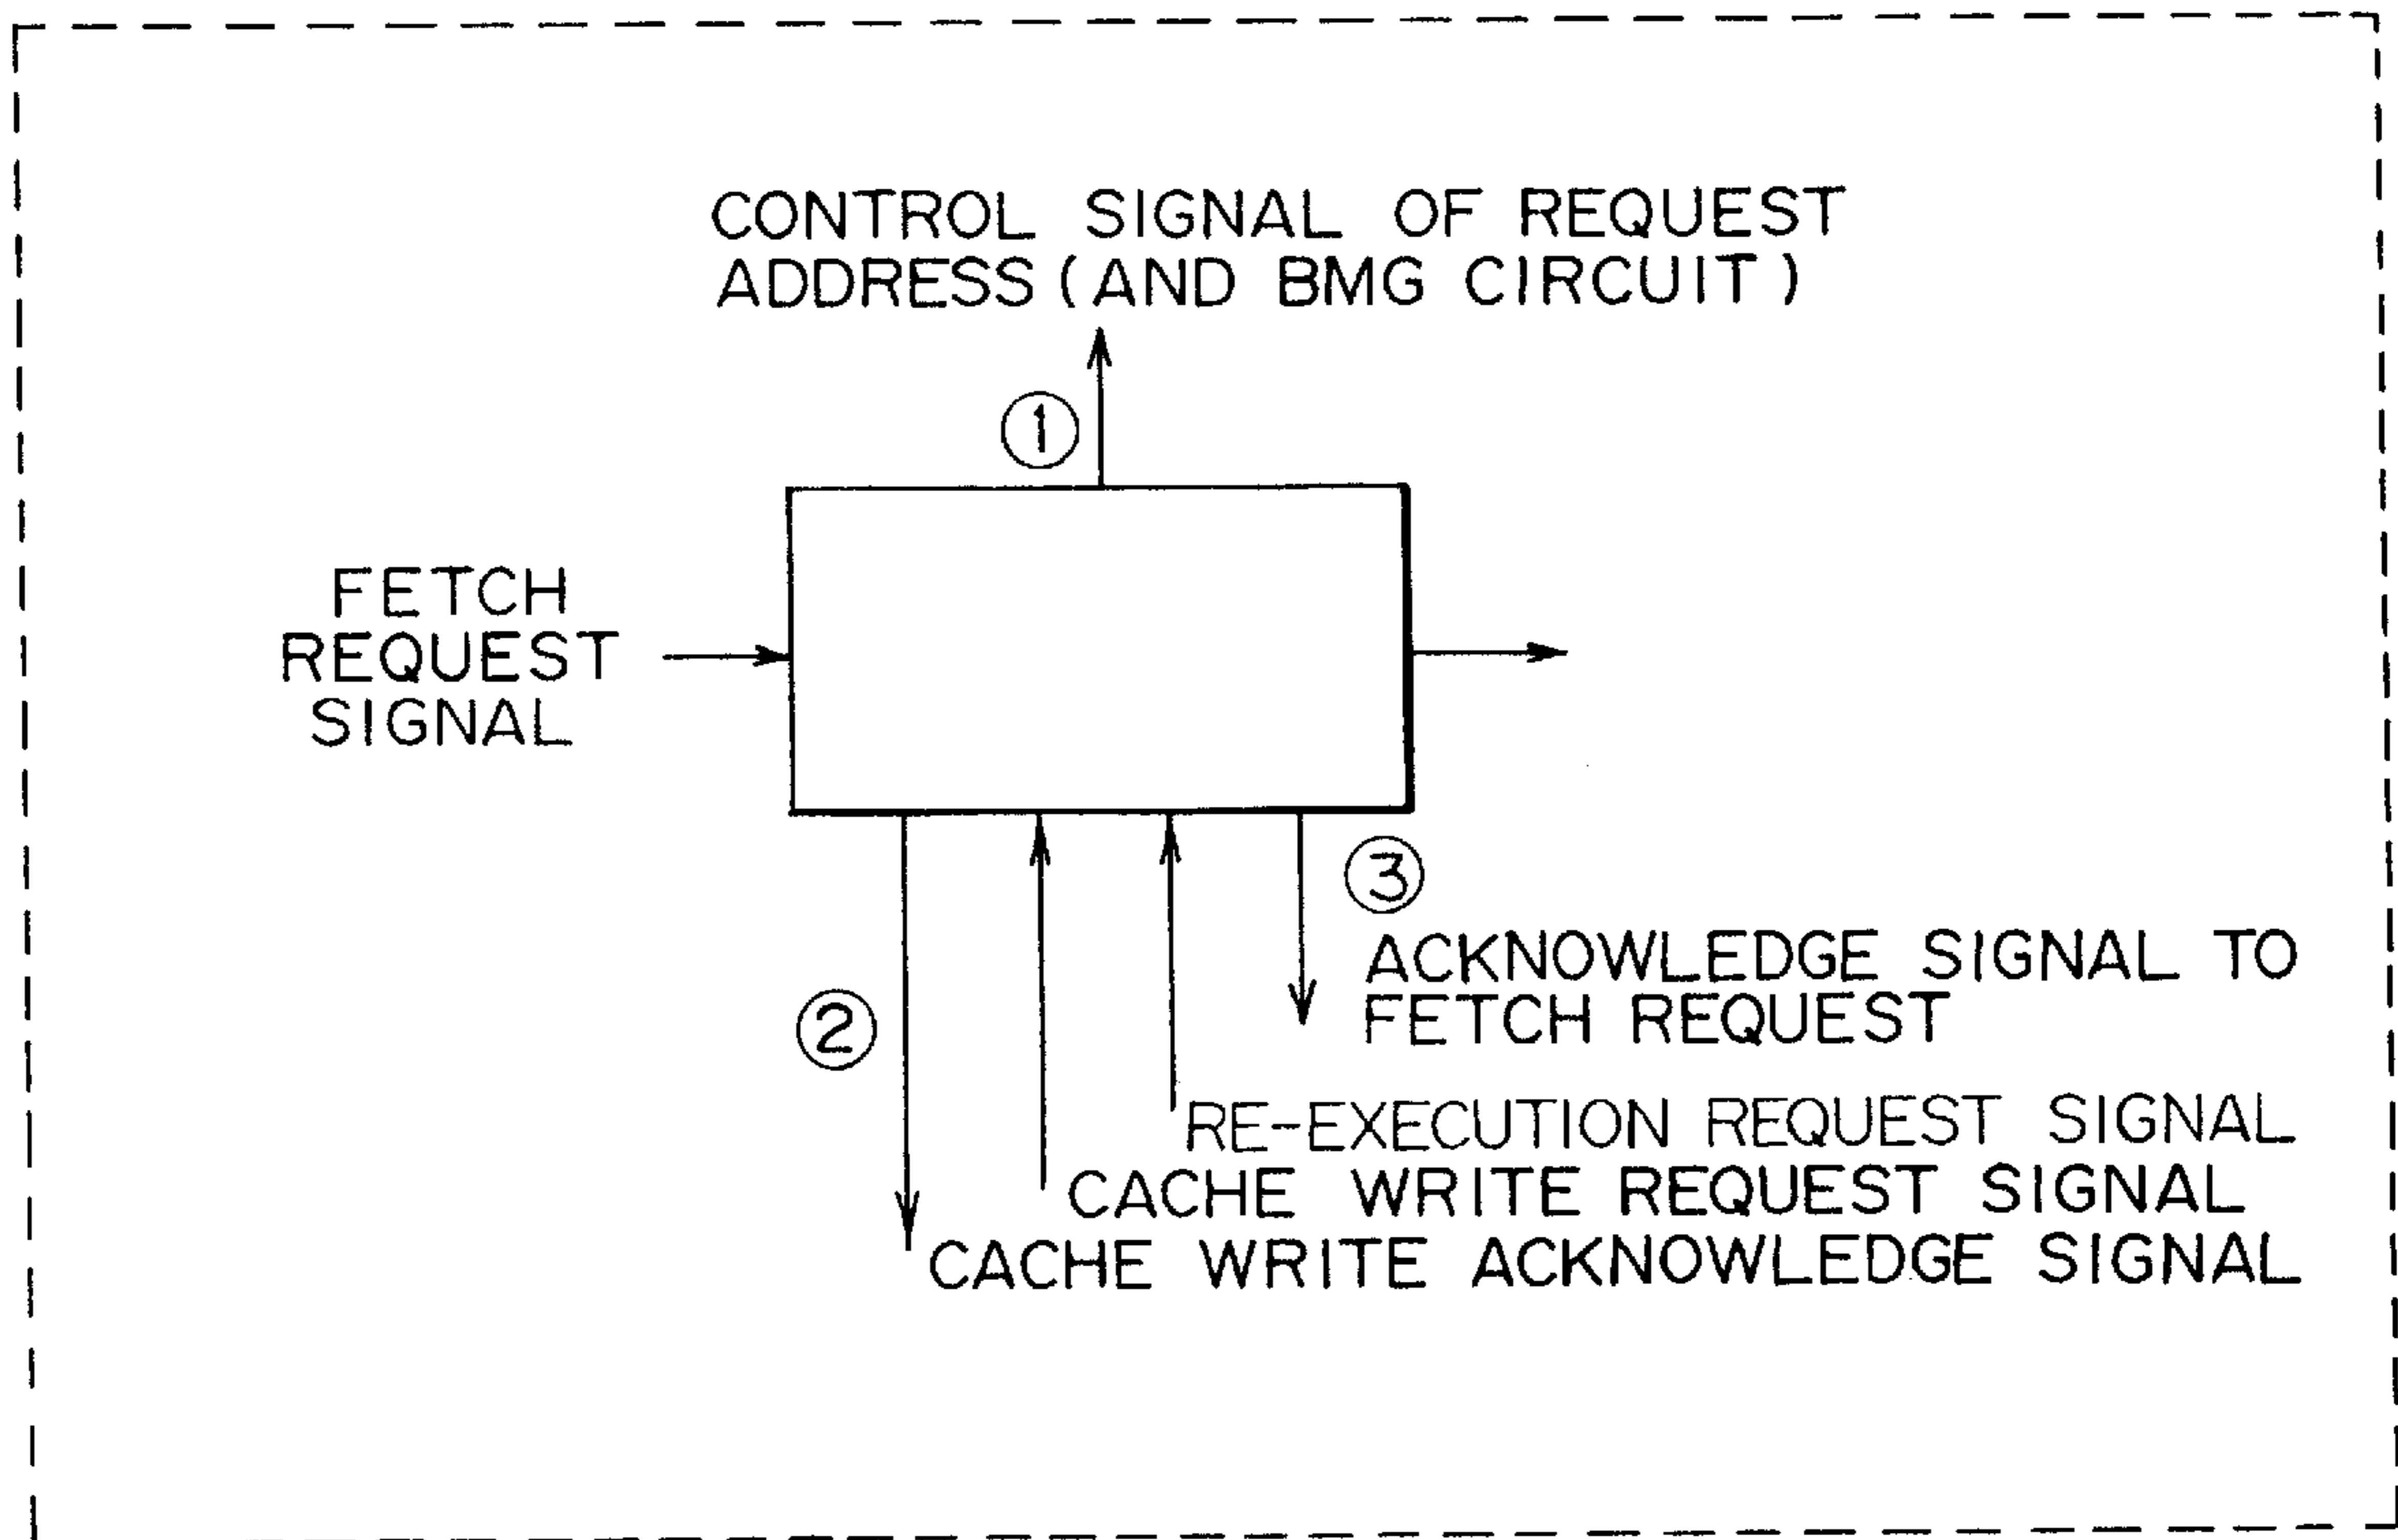 CONTROL SIGNAL OF REQUEST
ADDRESS (AND BMG CIRCUIT)
1
FETCH
REQUEST
SIGNAL
3
ACKNOWLEDGE SIGNAL TO
FETCH REQUEST
2
RE-EXECUTION REQUEST SIGNAL
CACHE WRITE REQUEST SIGNAL
CACHE WRITE ACKNOWLEDGE SIGNAL